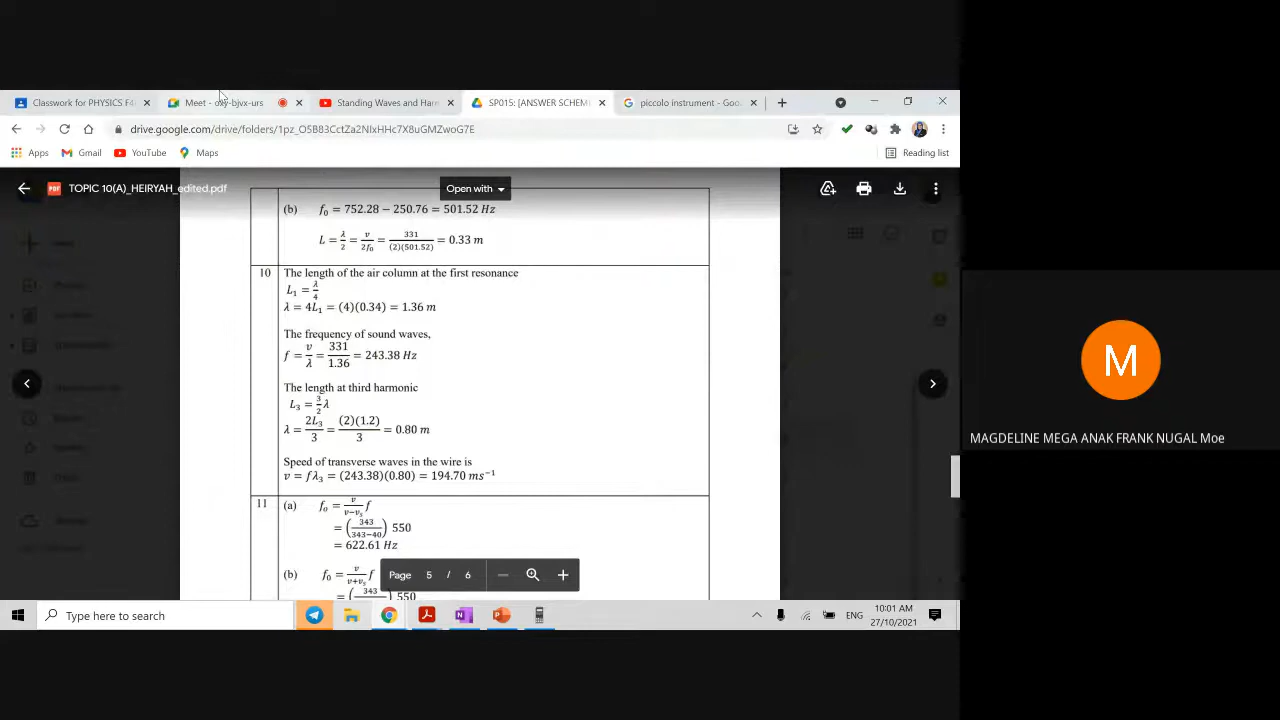 Classwork for PHYSICS F4
Meet - oxy-bjvx-urs
Standing Waves and Har
SP015: [ANSWER SCHEM
piccolo instrument - Goo
drive.google.com/drive/folders/1pz_O5B83CctZa2NIxHHc7X8uGMZwoG7E
Apps
Gmail
YouTube
Maps
Reading list
PDF
TOPIC 10(A)_HEIRYAH_edited.pdf
Open with
(b) f₀ = 752.28 − 250.76 = 501.52 Hz
L = λ/2 = v/2f₀ = 331/(2)(501.52) = 0.33 m
10 The length of the air column at the first resonance
L₁ = λ/4
λ = 4L₁ = (4)(0.34) = 1.36 m
The frequency of sound waves,
f = v/λ = 331/1.36 = 243.38 Hz
The length at third harmonic
L₃ = 3/2 λ
λ = 2L₃/3 = (2)(1.2)/3 = 0.80 m
Speed of transverse waves in the wire is
v = fλ₃ = (243.38)(0.80) = 194.70 ms⁻¹
11 (a) fₒ = v/v−vₛ f
= (343/343−40) 550
= 622.61 Hz
(b) f₀ = v/v+vₛ f
= ( 343 ) 550
Page 5 / 6
M
MAGDELINE MEGA ANAK FRANK NUGAL Moe
Type here to search
ENG
10:01 AM
27/10/2021